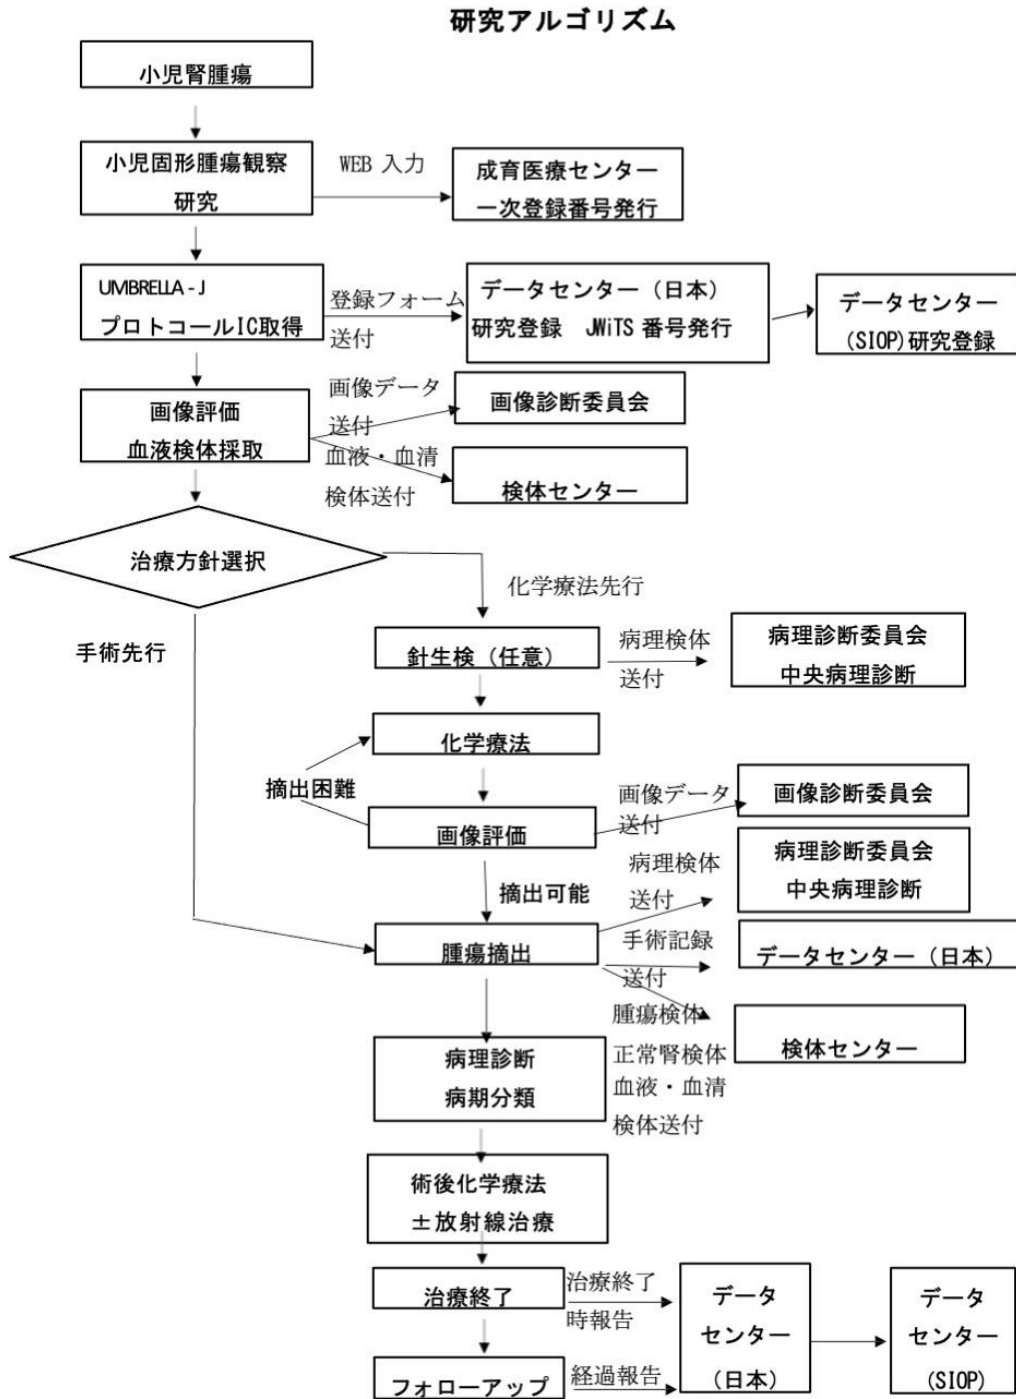 研究アルゴリズム
小児腎腫瘍
小児固形腫瘍観察
研究
WEB 入力
成育医療センター
一次登録番号発行
UMBRELLA - J
プロトコールIC取得
登録フォーム
送付
データセンター（日本）
研究登録　JWiTS 番号発行
データセンター
(SIOP)研究登録
画像評価
血液検体採取
画像データ
送付
画像診断委員会
血液・血清
検体送付
検体センター
治療方針選択
化学療法先行
手術先行
針生検（任意）
病理検体
送付
病理診断委員会
中央病理診断
化学療法
摘出困難
画像評価
画像データ
送付
画像診断委員会
摘出可能
病理検体
送付
病理診断委員会
中央病理診断
腫瘍摘出
手術記録
送付
データセンター（日本）
腫瘍検体
正常腎検体
血液・血清
検体送付
検体センター
病理診断
病期分類
術後化学療法
±放射線治療
治療終了
治療終了
時報告
フォローアップ
経過報告
データ
センター
（日本）
データ
センター
(SIOP)